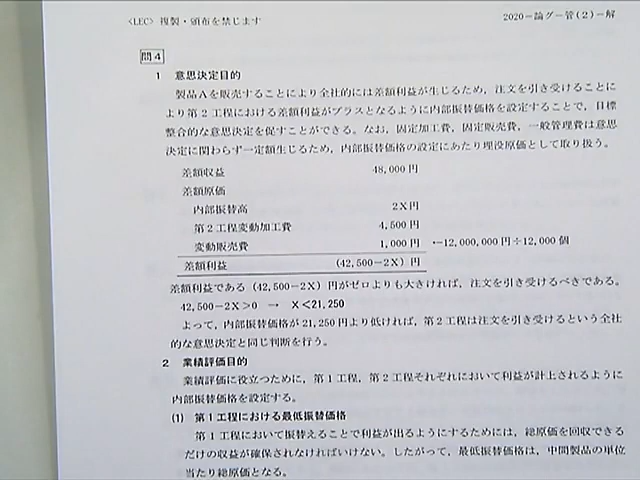 〈LEC〉複製・頒布を禁じます
2020－論グ－管(2)－解
問4
1 意思決定目的
製品Ａを販売することにより全社的には差額利益が生じるため，注文を引き受けることに
より第２工程における差額利益がプラスとなるように内部振替価格を設定することで，目標
整合的な意思決定を促すことができる。なお，固定加工費，固定販売費，一般管理費は意思
決定に関わらず一定額生じるため，内部振替価格の設定にあたり埋没原価として取り扱う。
差額収益 48,000円
差額原価
内部振替高 2X円
第２工程変動加工費 4,500円
変動販売費 1,000円 ←12,000,000円÷12,000個
差額利益 (42,500－2X)円
差額利益である(42,500－2X)円がゼロよりも大きければ，注文を引き受けるべきである。
42,500－2X＞0 → X＜21,250
よって，内部振替価格が21,250円より低ければ，第２工程は注文を引き受けるという全社
的な意思決定と同じ判断を行う。
2 業績評価目的
業績評価に役立つために，第１工程，第２工程それぞれにおいて利益が計上されるように
内部振替価格を設定する。
(1) 第１工程における最低振替価格
第１工程において振替えることで利益が出るようにするためには，総原価を回収できる
だけの収益が確保されなければいけない。したがって，最低振替価格は，中間製品の単位
当たり総原価となる。